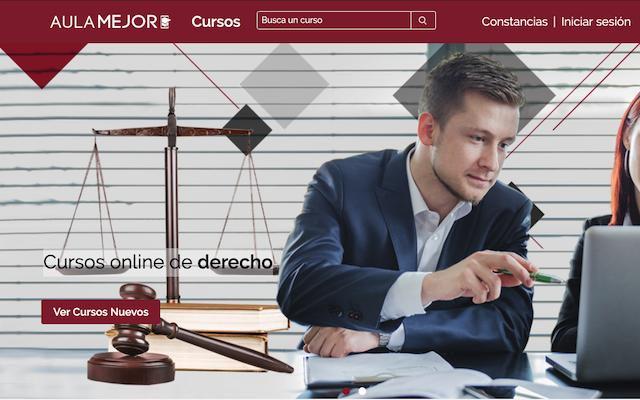 AULAMEJOR
Cursos
Busca un curso
Constancias | Iniciar sesión
Cursos online de derecho
Ver Cursos Nuevos